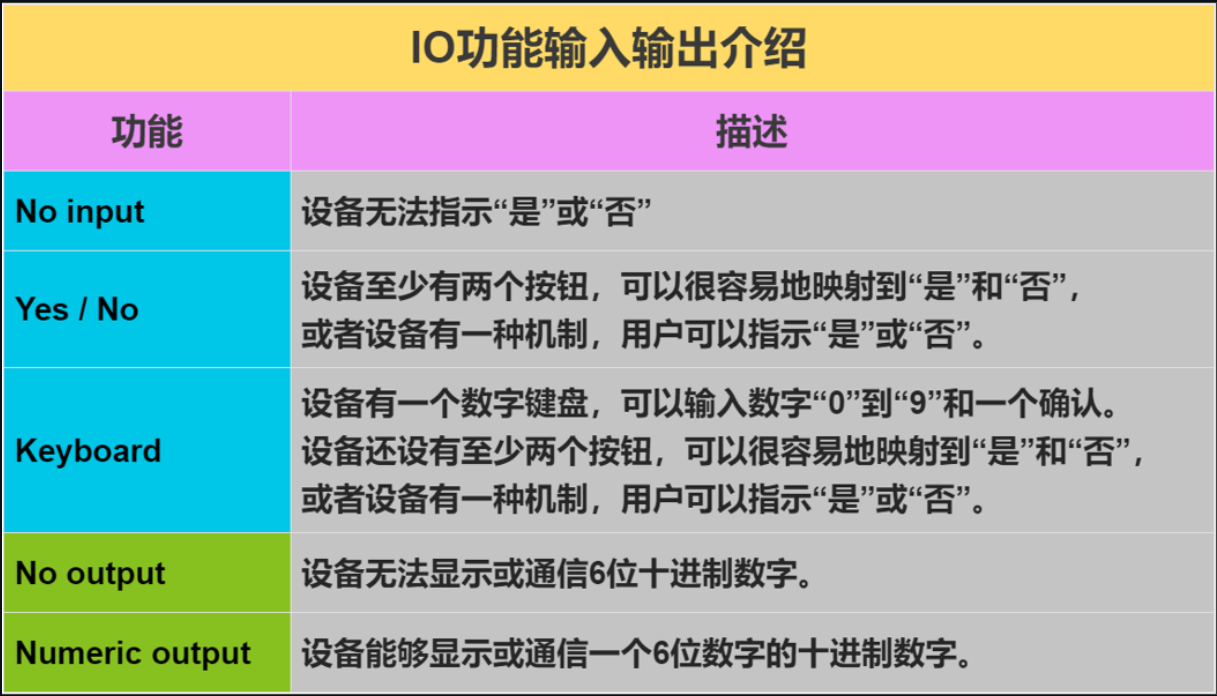 IO功能输入输出介绍
功能 描述
No input 设备无法指示“是”或“否”
Yes / No
设备至少有两个按钮，可以很容易地映射到“是”和“否”，
或者设备有一种机制，用户可以指示“是”或“否”。
Keyboard
设备有一个数字键盘，可以输入数字“0”到“9”和一个确认。
设备还设有至少两个按钮，可以很容易地映射到“是”和“否”，
或者设备有一种机制，用户可以指示“是”或“否”。
No output 设备无法显示或通信6位十进制数字。
Numeric output 设备能够显示或通信一个6位数字的十进制数字。